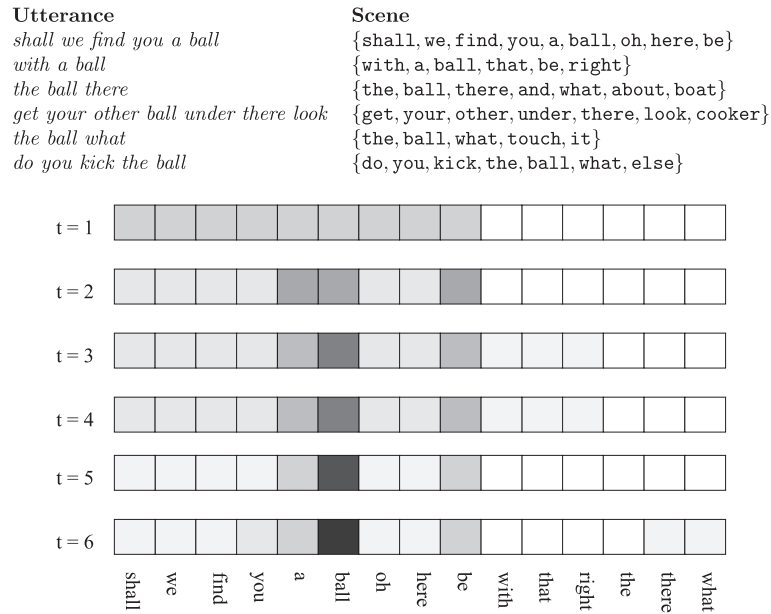 Utterance Scene
shall we find you a ball {shall, we, find, you, a, ball, oh, here, be}
with a ball {with, a, ball, that, be, right}
the ball there {the, ball, there, and, what, about, boat}
get your other ball under there look {get, your, other, under, there, look, cooker}
the ball what {the, ball, what, touch, it}
do you kick the ball {do, you, kick, the, ball, what, else}
t = 1
t = 2
t = 3
t = 4
t = 5
t = 6
shall
we
find
you
a
ball
oh
here
be
with
that
right
the
there
what